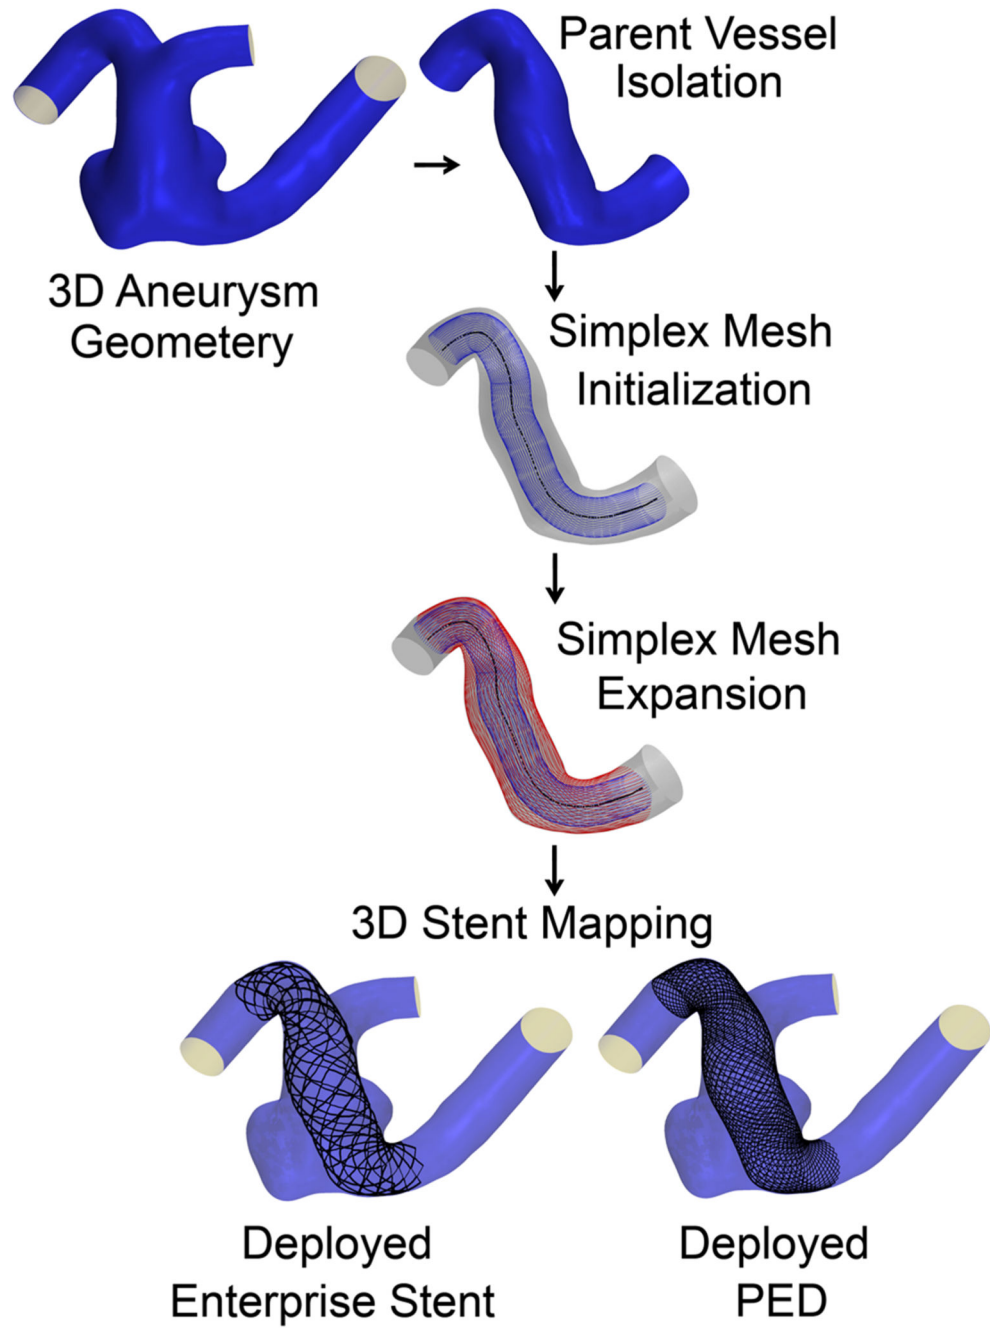 Parent Vessel
Isolation
3D Aneurysm
Geometery
Simplex Mesh
Initialization
Simplex Mesh
Expansion
3D Stent Mapping
Deployed
Enterprise Stent
Deployed
PED